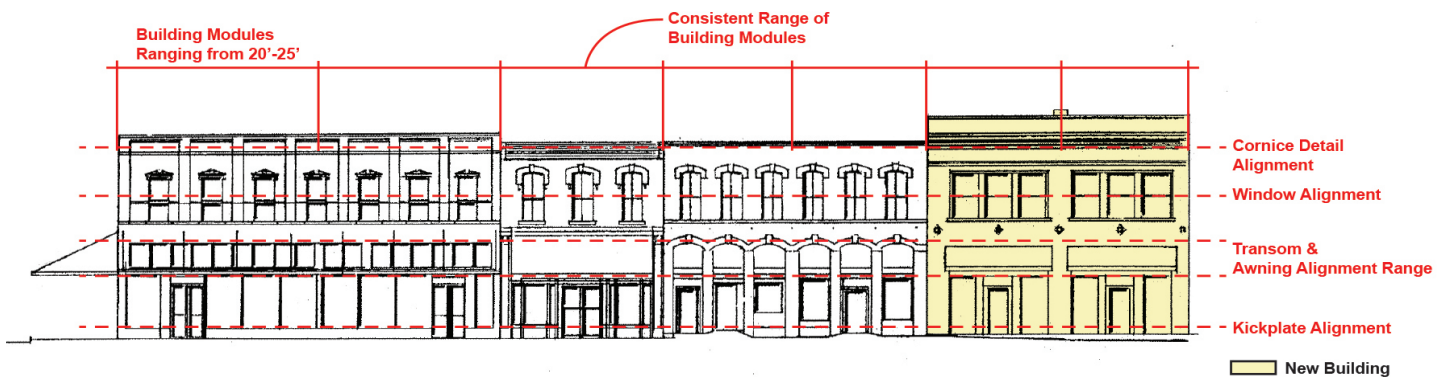 Building Modules
Ranging from 20'-25'
Consistent Range of
Building Modules
Cornice Detail
Alignment
Window Alignment
Transom &
Awning Alignment Range
Kickplate Alignment
New Building